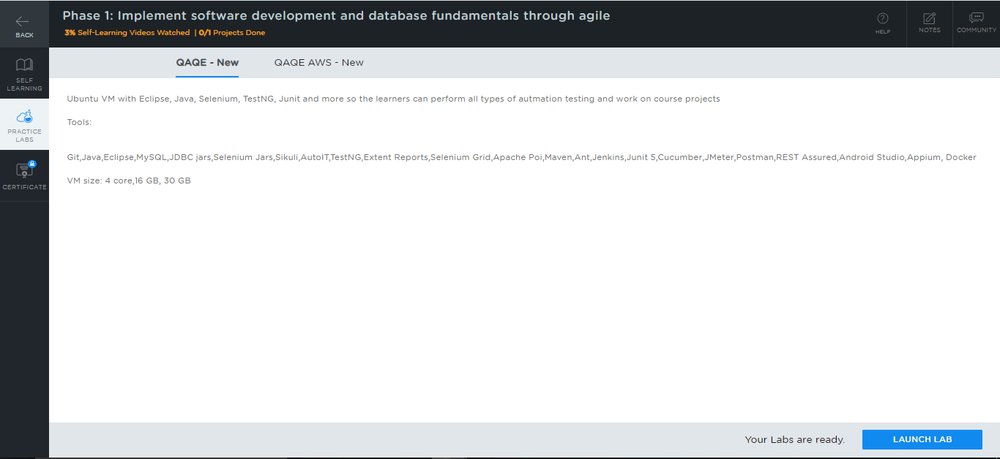 BACK
Phase 1: Implement software development and database fundamentals through agile
3% Self-Learning Videos Watched | 0/1 Projects Done
HELP
NOTES
COMMUNITY
SELF
LEARNING
PRACTICE
LABS
CERTIFICATE
QAQE - New
QAQE AWS - New
Ubuntu VM with Eclipse, Java, Selenium, TestNG, Junit and more so the learners can perform all types of autmation testing and work on course projects
Tools:
Git,Java,Eclipse,MySQL,JDBC jars,Selenium Jars,Sikuli,AutoIT,TestNG,Extent Reports,Selenium Grid,Apache Poi,Maven,Ant,Jenkins,Junit 5,Cucumber,JMeter,Postman,REST Assured,Android Studio,Appium, Docker
VM size: 4 core,16 GB, 30 GB
Your Labs are ready.
LAUNCH LAB